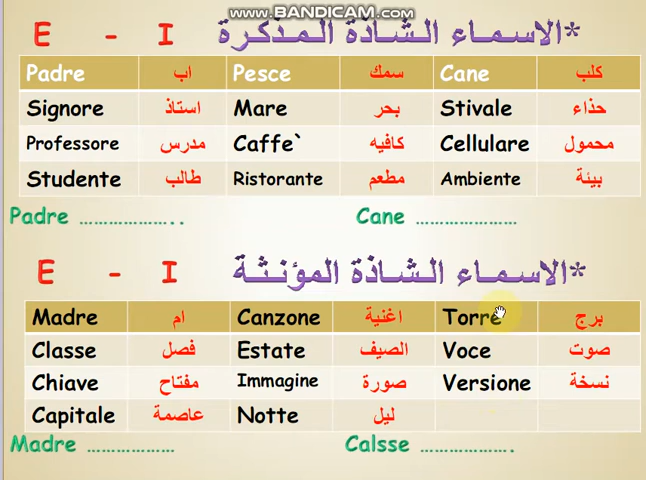 www.BANDICAM.com
E - I *الاسماء الشاذة المذكرة
Padre اب Pesce سمك Cane كلب
Signore استاذ Mare بحر Stivale حذاء
Professore مدرس Caffe` كافيه Cellulare محمول
Studente طالب Ristorante مطعم Ambiente بيئة
Padre ……………….. Cane …………………
E - I *الاسماء الشاذة المؤنثة
Madre ام Canzone اغنية Torre برج
Classe فصل Estate الصيف Voce صوت
Chiave مفتاح Immagine صورة Versione نسخة
Capitale عاصمة Notte ليل
Madre ……………… Calsse …………………….